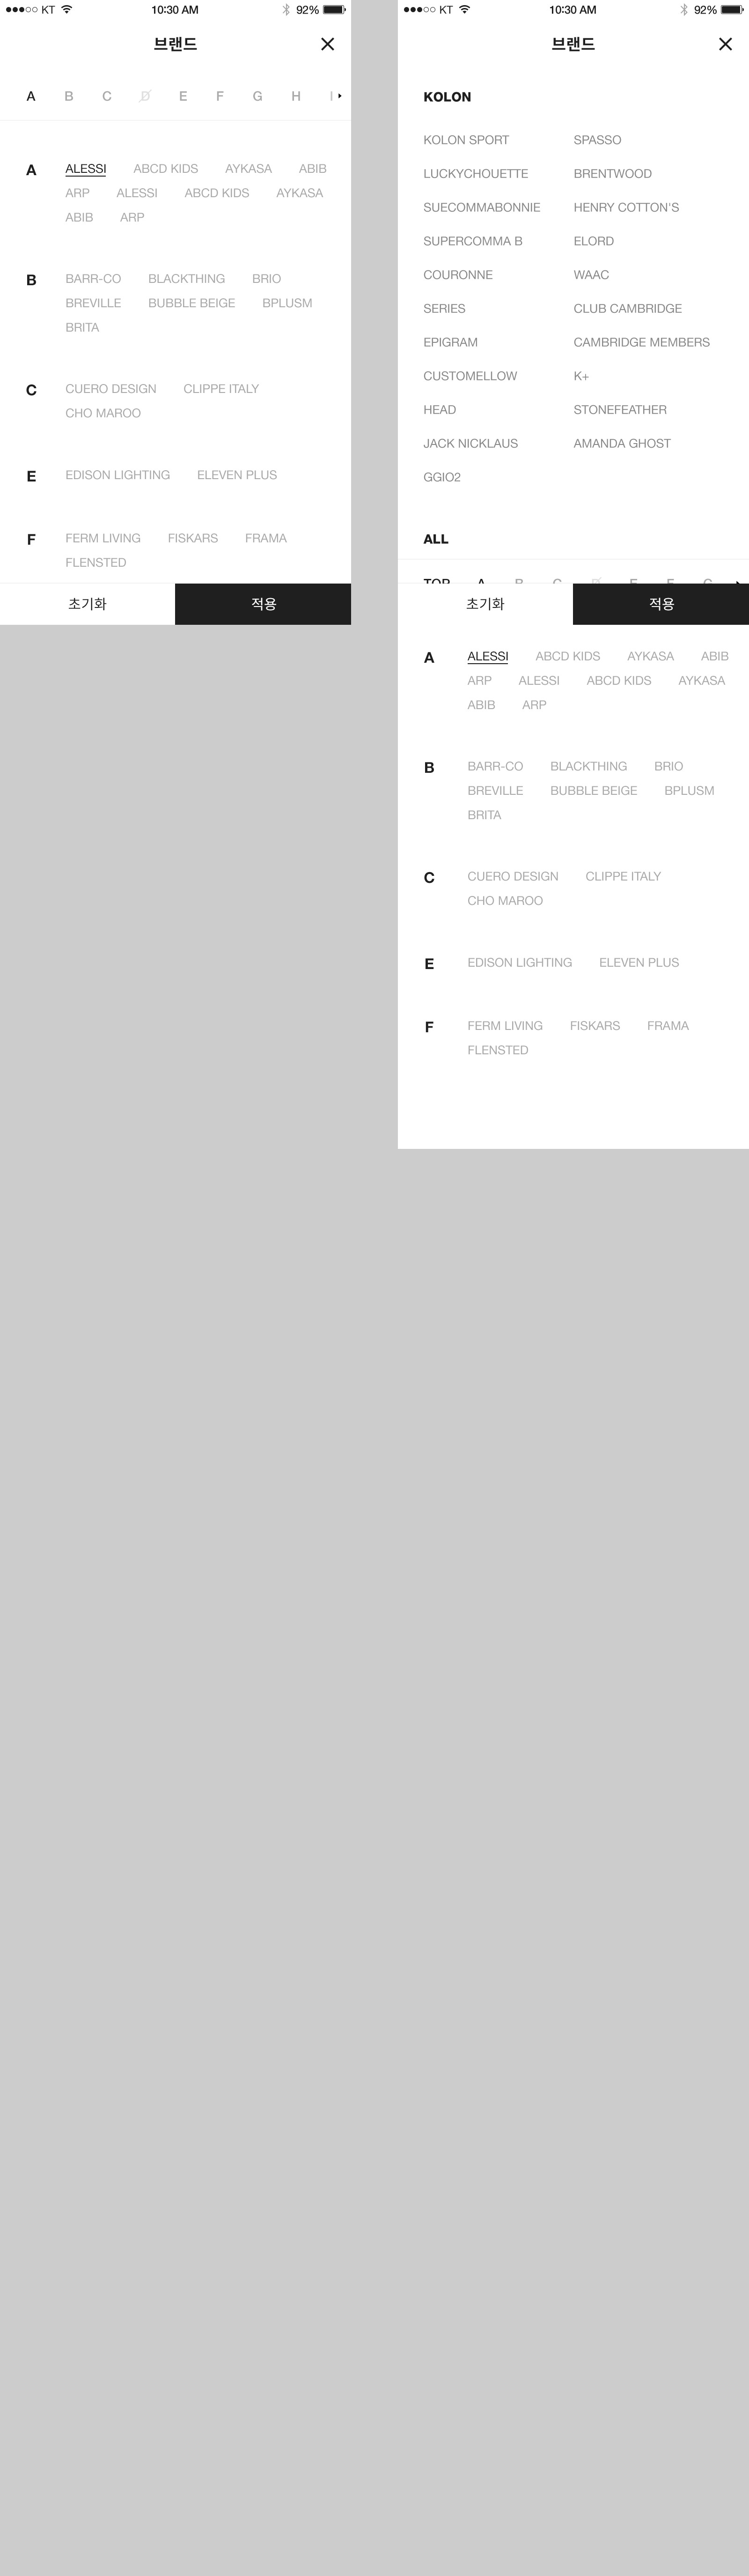 KT 10:30 AM 92%
브랜드
A B C D E F G H I
A ALESSI ABCD KIDS AYKASA ABIB
ARP ALESSI ABCD KIDS AYKASA
ABIB ARP
B BARR-CO BLACKTHING BRIO
BREVILLE BUBBLE BEIGE BPLUSM
BRITA
C CUERO DESIGN CLIPPE ITALY
CHO MAROO
E EDISON LIGHTING ELEVEN PLUS
F FERM LIVING FISKARS FRAMA
FLENSTED
초기화 적용
KT 10:30 AM 92%
브랜드
KOLON
KOLON SPORT SPASSO
LUCKYCHOUETTE BRENTWOOD
SUECOMMABONNIE HENRY COTTON'S
SUPERCOMMA B ELORD
COURONNE WAAC
SERIES CLUB CAMBRIDGE
EPIGRAM CAMBRIDGE MEMBERS
CUSTOMELLOW K+
HEAD STONEFEATHER
JACK NICKLAUS AMANDA GHOST
GGIO2
ALL
TOP A B C D E F G
초기화 적용
A ALESSI ABCD KIDS AYKASA ABIB
ARP ALESSI ABCD KIDS AYKASA
ABIB ARP
B BARR-CO BLACKTHING BRIO
BREVILLE BUBBLE BEIGE BPLUSM
BRITA
C CUERO DESIGN CLIPPE ITALY
CHO MAROO
E EDISON LIGHTING ELEVEN PLUS
F FERM LIVING FISKARS FRAMA
FLENSTED